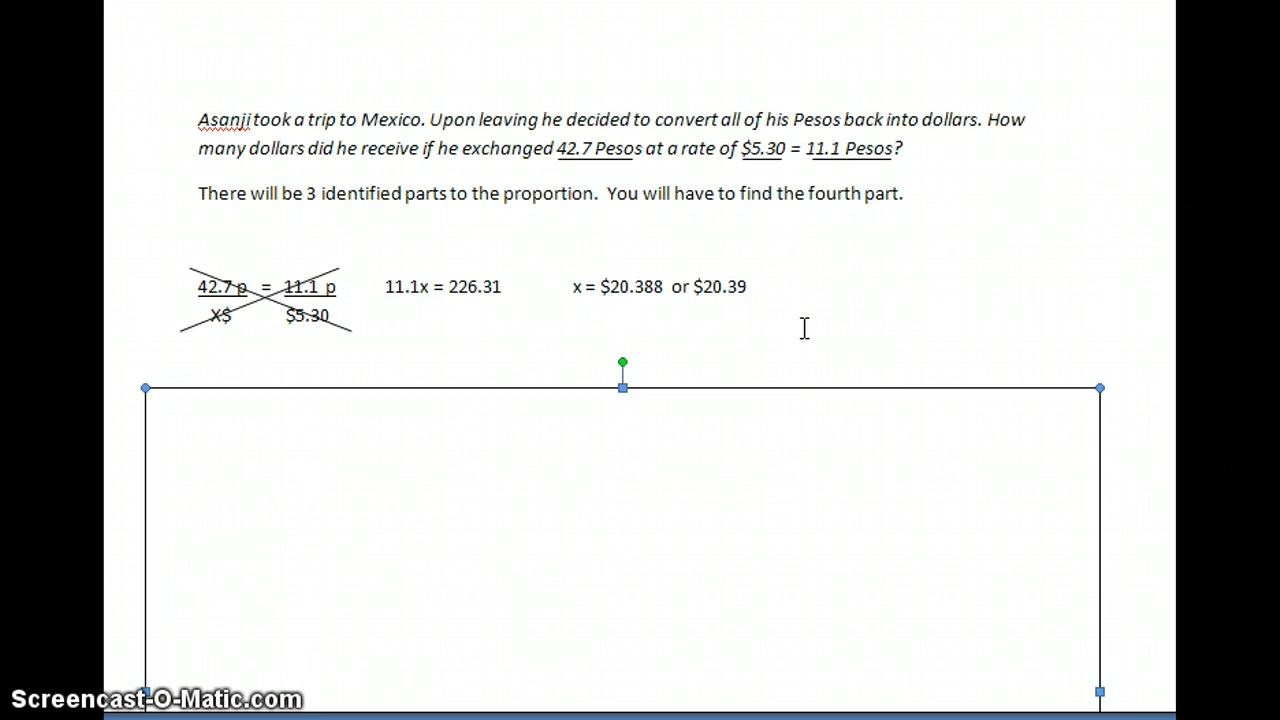 Asanji took a trip to Mexico. Upon leaving he decided to convert all of his Pesos back into dollars. How
many dollars did he receive if he exchanged 42.7 Pesos at a rate of $5.30 = 11.1 Pesos?
There will be 3 identified parts to the proportion. You will have to find the fourth part.
42.7 p = 11.1 p 11.1x = 226.31 x = $20.388 or $20.39
X$ $5.30
Screencast-O-Matic.com